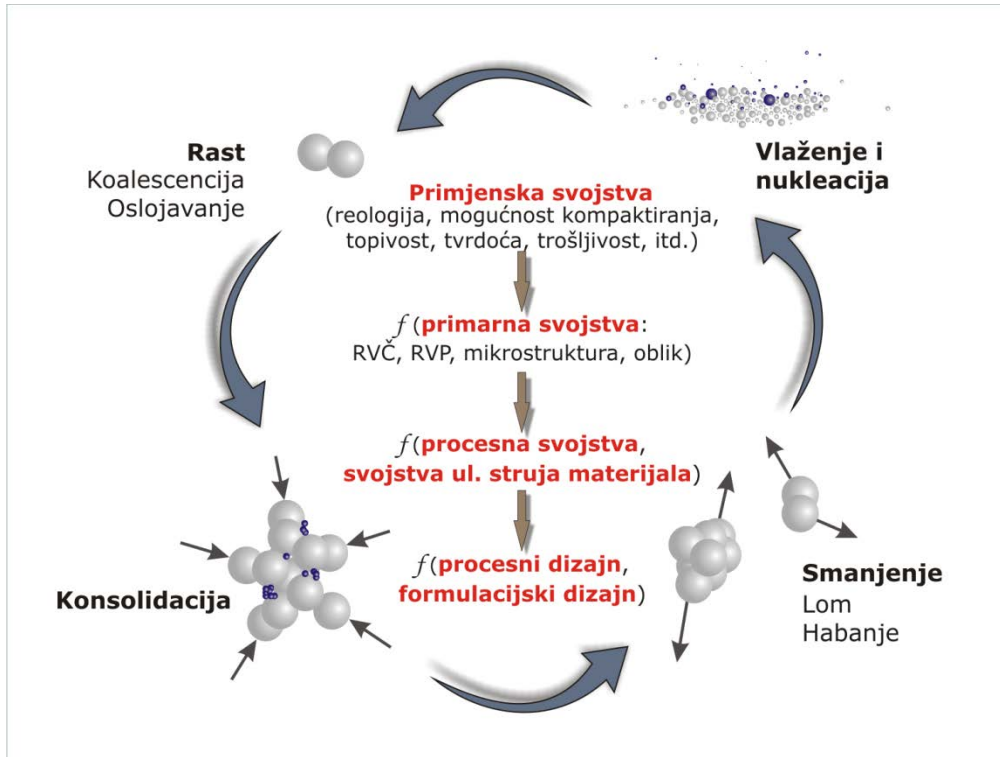 Rast
Koalescencija
Oslojavanje
Vlaženje i
nukleacija
Primjenska svojstva
(reologija, mogućnost kompaktiranja,
topivost, tvrdoća, trošljivost, itd.)
f (primarna svojstva:
RVČ, RVP, mikrostruktura, oblik)
f(procesna svojstva,
svojstva ul. struja materijala)
f(procesni dizajn,
formulacijski dizajn)
Konsolidacija
Smanjenje
Lom
Habanje